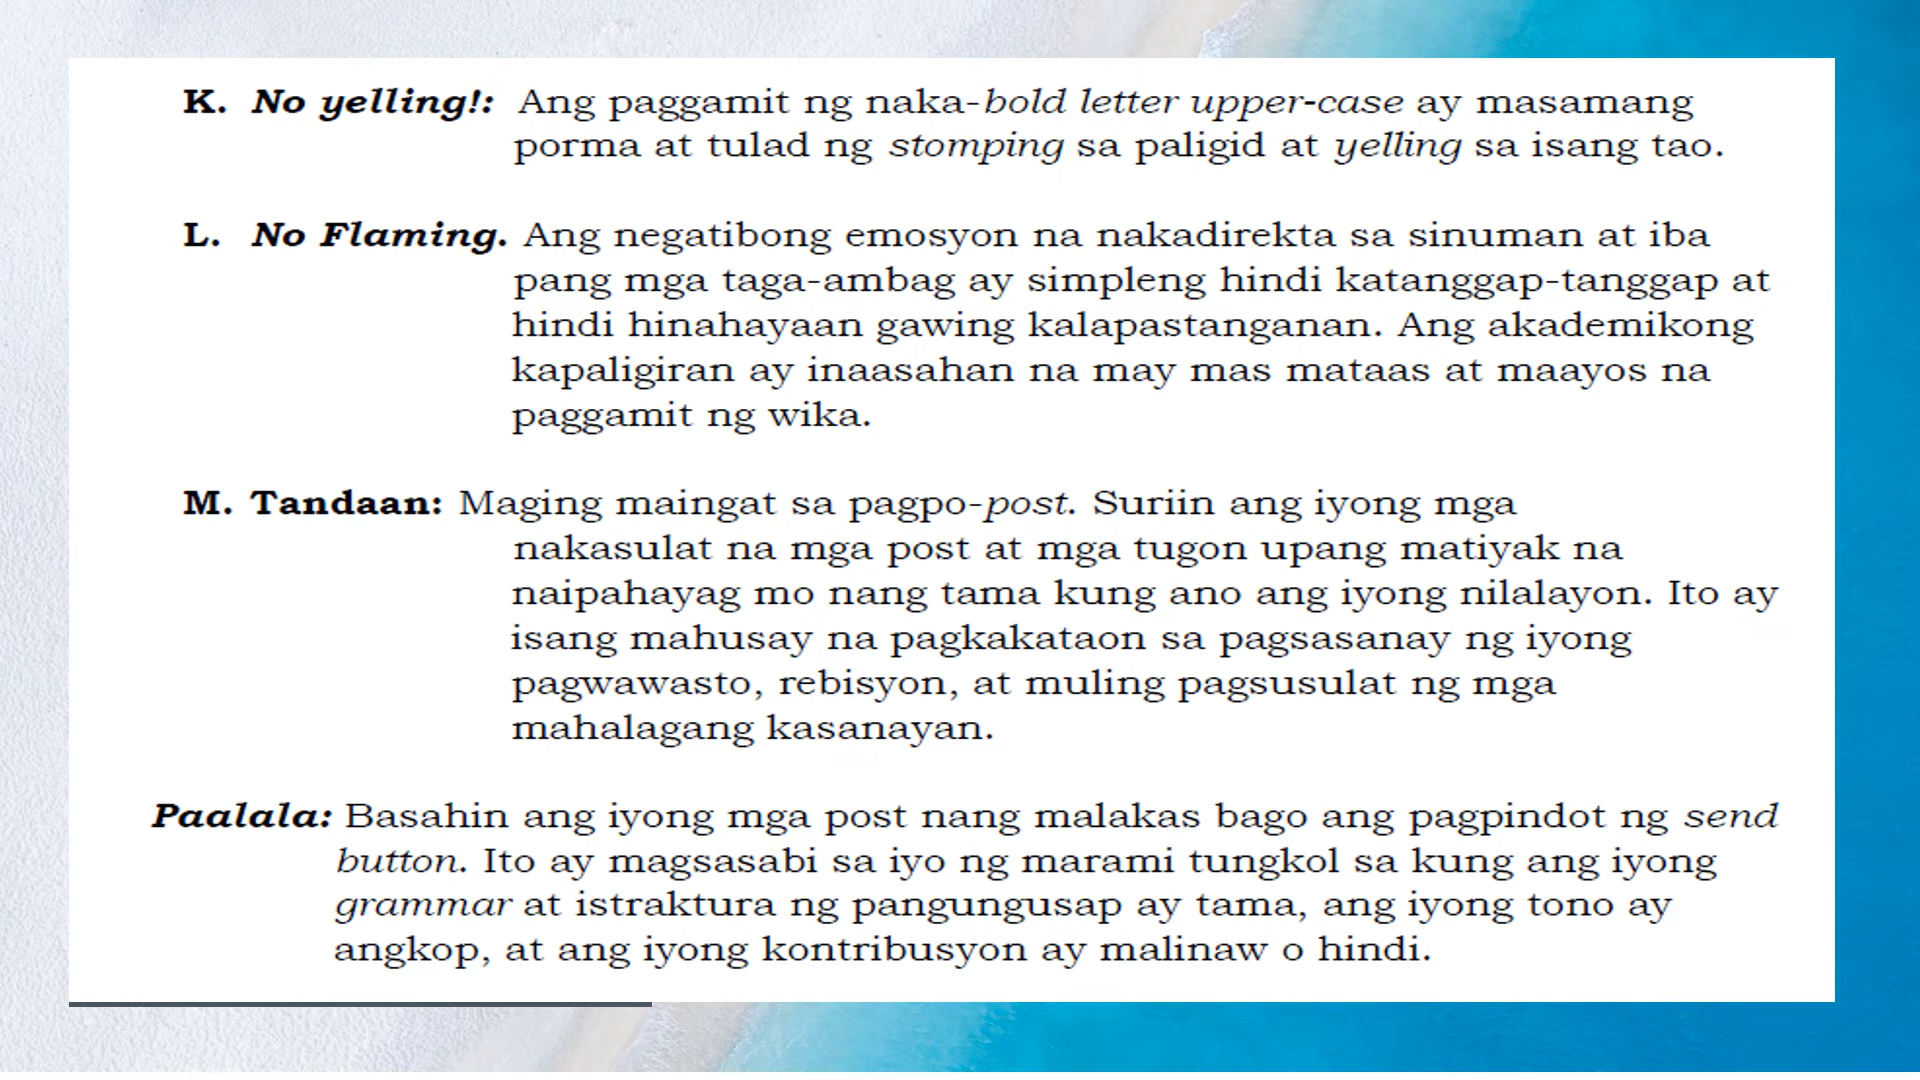 K. No yelling!: Ang paggamit ng naka-bold letter upper-case ay masamang
porma at tulad ng stomping sa paligid at yelling sa isang tao.
L. No Flaming. Ang negatibong emosyon na nakadirekta sa sinuman at iba
pang mga taga-ambag ay simpleng hindi katanggap-tanggap at
hindi hinahayaan gawing kalapastanganan. Ang akademikong
kapaligiran ay inaasahan na may mas mataas at maayos na
paggamit ng wika.
M. Tandaan: Maging maingat sa pagpo-post. Suriin ang iyong mga
nakasulat na mga post at mga tugon upang matiyak na
naipahayag mo nang tama kung ano ang iyong nilalayon. Ito ay
isang mahusay na pagkakataon sa pagsasanay ng iyong
pagwawasto, rebisyon, at muling pagsusulat ng mga
mahalagang kasanayan.
Paalala: Basahin ang iyong mga post nang malakas bago ang pagpindot ng send
button. Ito ay magsasabi sa iyo ng marami tungkol sa kung ang iyong
grammar at istraktura ng pangungusap ay tama, ang iyong tono ay
angkop, at ang iyong kontribusyon ay malinaw o hindi.